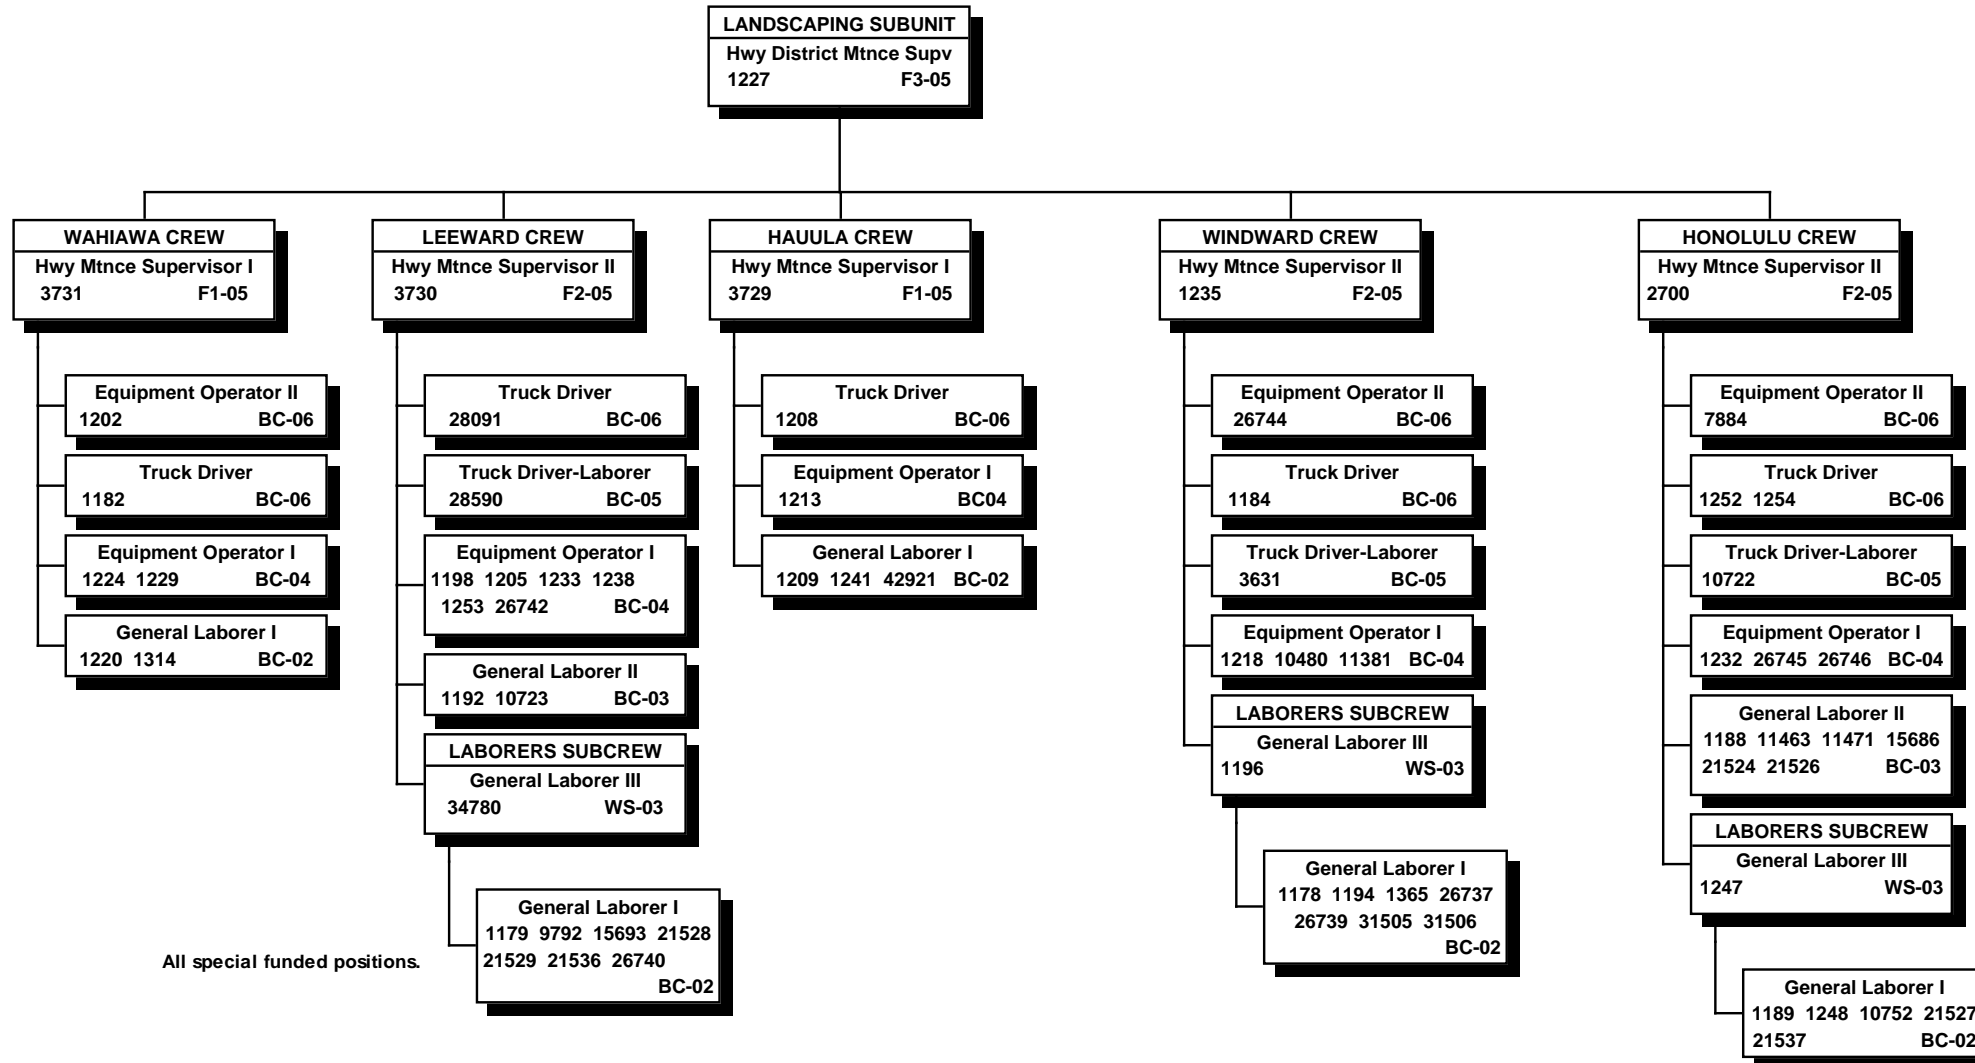 LANDSCAPING SUBUNIT
Hwy District Mtnce Supv
1227 F3-05
WAHIAWA CREW
Hwy Mtnce Supervisor I
3731 F1-05
Equipment Operator II
1202 BC-06
Truck Driver
1182 BC-06
Equipment Operator I
1224 1229 BC-04
General Laborer I
1220 1314 BC-02
LEEWARD CREW
Hwy Mtnce Supervisor II
3730 F2-05
Truck Driver
28091 BC-06
Truck Driver-Laborer
28590 BC-05
Equipment Operator I
1198 1205 1233 1238
1253 26742 BC-04
General Laborer II
1192 10723 BC-03
LABORERS SUBCREW
General Laborer III
34780 WS-03
General Laborer I
1179 9792 15693 21528
21529 21536 26740
BC-02
HAUULA CREW
Hwy Mtnce Supervisor I
3729 F1-05
Truck Driver
1208 BC-06
Equipment Operator I
1213 BC04
General Laborer I
1209 1241 42921 BC-02
WINDWARD CREW
Hwy Mtnce Supervisor II
1235 F2-05
Equipment Operator II
26744 BC-06
Truck Driver
1184 BC-06
Truck Driver-Laborer
3631 BC-05
Equipment Operator I
1218 10480 11381 BC-04
LABORERS SUBCREW
General Laborer III
1196 WS-03
General Laborer I
1178 1194 1365 26737
26739 31505 31506
BC-02
HONOLULU CREW
Hwy Mtnce Supervisor II
2700 F2-05
Equipment Operator II
7884 BC-06
Truck Driver
1252 1254 BC-06
Truck Driver-Laborer
10722 BC-05
Equipment Operator I
1232 26745 26746 BC-04
General Laborer II
1188 11463 11471 15686
21524 21526 BC-03
LABORERS SUBCREW
General Laborer III
1247 WS-03
General Laborer I
1189 1248 10752 21527
21537 BC-02
All special funded positions.